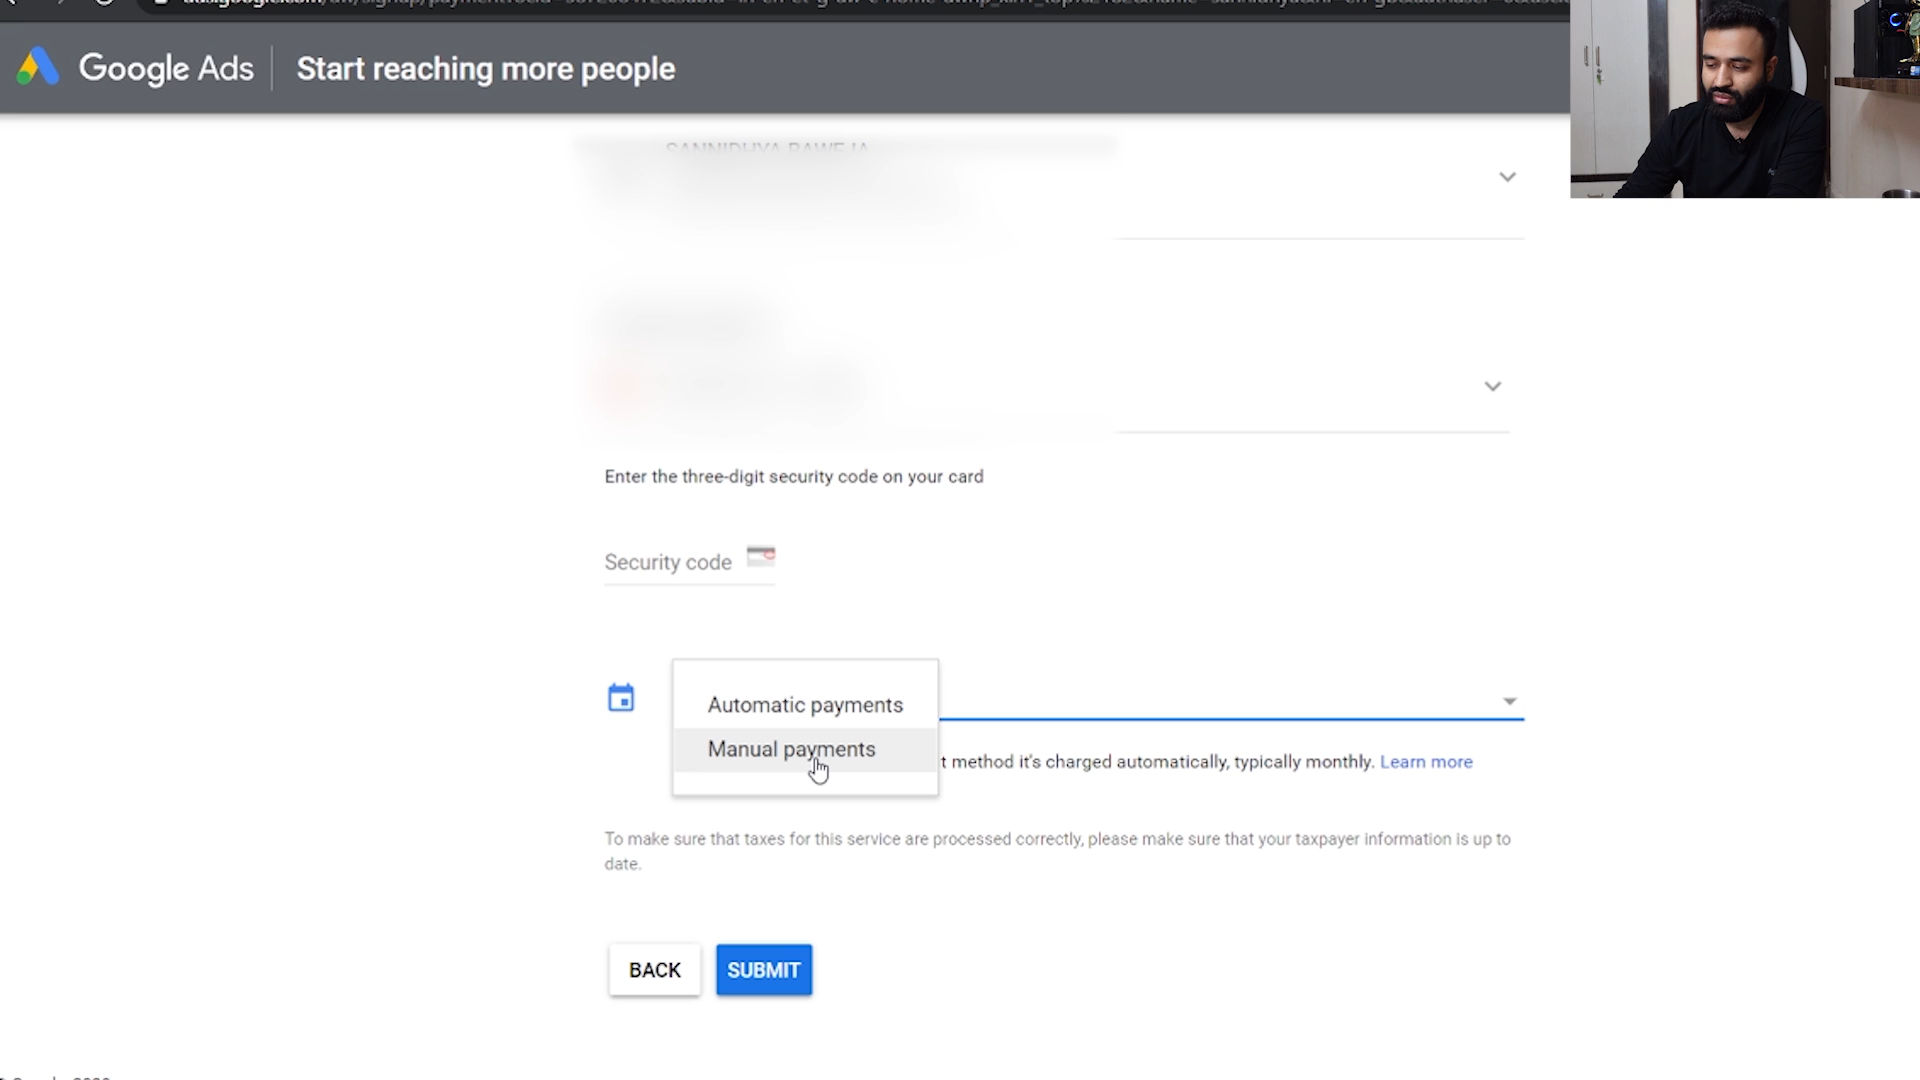 Google Ads
Start reaching more people
SANNIDHYA BAWEJA
Enter the three-digit security code on your card
Security code
Automatic payments
Manual payments
t method it's charged automatically, typically monthly. Learn more
To make sure that taxes for this service are processed correctly, please make sure that your taxpayer information is up to
date.
BACK
SUBMIT